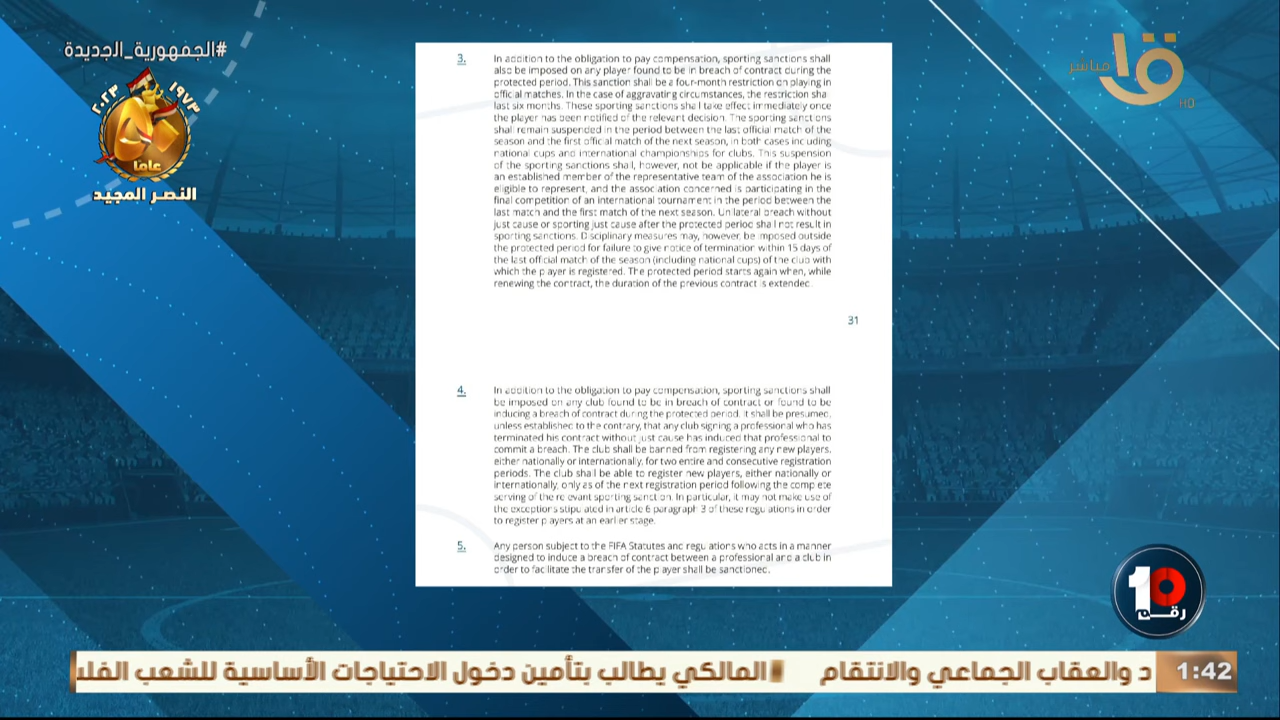 #الجمهورية_الجديدة
١٩٧٣ ٢٠٢٣
٥٠
عامًا
النصر المجيد
مباشر
HD
3. In addition to the obligation to pay compensation, sporting sanctions shall
also be imposed on any player found to be in breach of contract during the
protected period. This sanction shall be a four-month restriction on playing in
official matches. In the case of aggravating circumstances, the restriction shal
last six months. These sporting sanctions shall take effect immediately once
the player has been notified of the relevant decision. The sporting sanctions
shall remain suspended in the period between the last official match of the
season and the first official match of the next season, in both cases including
national cups and international championships for clubs. This suspension
of the sporting sanctions shall, however, not be applicable if the player is
an established member of the representative team of the association he is
eligible to represent, and the association concerned is participating in the
final competition of an international tournament in the period between the
last match and the first match of the next season. Unilateral breach without
just cause or sporting just cause after the protected period shall not result in
sporting sanctions. Disciplinary measures may, however, be imposed outside
the protected period for failure to give notice of termination within 15 days of
the last official match of the season (including national cups) of the club with
which the player is registered. The protected period starts again when, while
renewing the contract, the duration of the previous contract is extended.
31
4. In addition to the obligation to pay compensation, sporting sanctions shall
be imposed on any club found to be in breach of contract or found to be
inducing a breach of contract during the protected period. It shall be presumed,
unless established to the contrary, that any club signing a professional who has
terminated his contract without just cause has induced that professional to
commit a breach. The club shall be banned from registering any new players,
either nationally or internationally, for two entire and consecutive registration
periods. The club shall be able to register new players, either nationally or
internationally, only as of the next registration period following the complete
serving of the relevant sporting sanction. In particular, it may not make use of
the exceptions stipulated in article 6 paragraph 3 of these regulations in order
to register players at an earlier stage.
5. Any person subject to the FIFA Statutes and regulations who acts in a manner
designed to induce a breach of contract between a professional and a club in
order to facilitate the transfer of the player shall be sanctioned.
10
رقم
د والعقاب الجماعي والانتقام المالكي يطالب بتأمين دخول الاحتياجات الأساسية للشعب الفلس
1:42